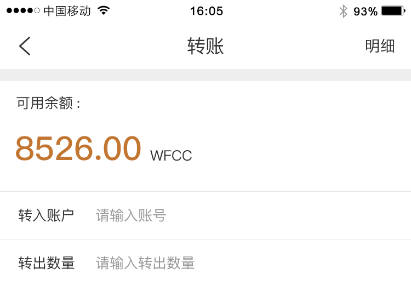 中国移动 16:05 93%
转账 明细
可用余额：
8526.00 WFCC
转入账户 请输入账号
转出数量 请输入转出数量